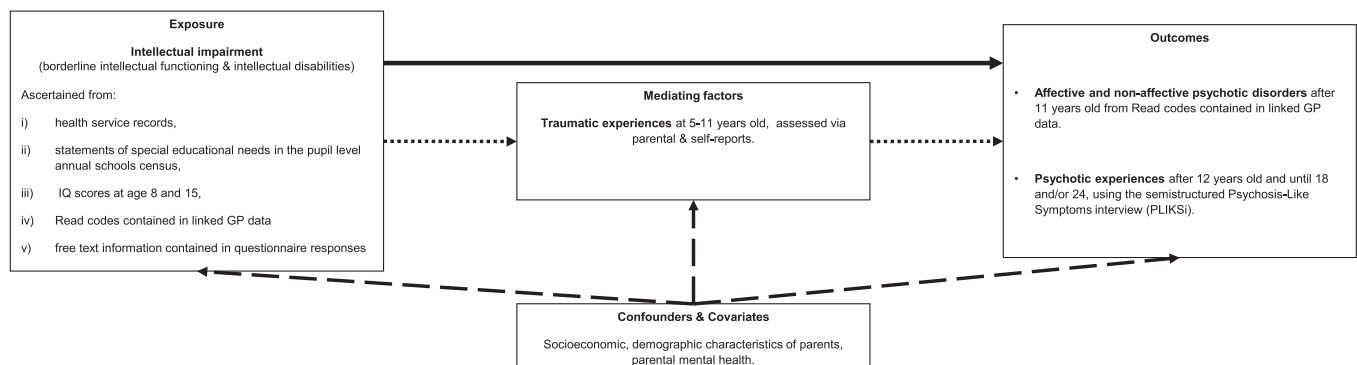 Exposure
Intellectual impairment
(borderline intellectual functioning & intellectual disabilities)
Ascertained from:
i) health service records,
ii) statements of special educational needs in the pupil level
annual schools census,
iii) IQ scores at age 8 and 15,
iv) Read codes contained in linked GP data
v) free text information contained in questionnaire responses
Mediating factors
Traumatic experiences at 5-11 years old, assessed via
parental & self-reports.
Outcomes
• Affective and non-affective psychotic disorders after
11 years old from Read codes contained in linked GP
data.
• Psychotic experiences after 12 years old and until 18
and/or 24, using the semistructured Psychosis-Like
Symptoms interview (PLIKSi).
Confounders & Covariates
Socioeconomic, demographic characteristics of parents,
parental mental health.